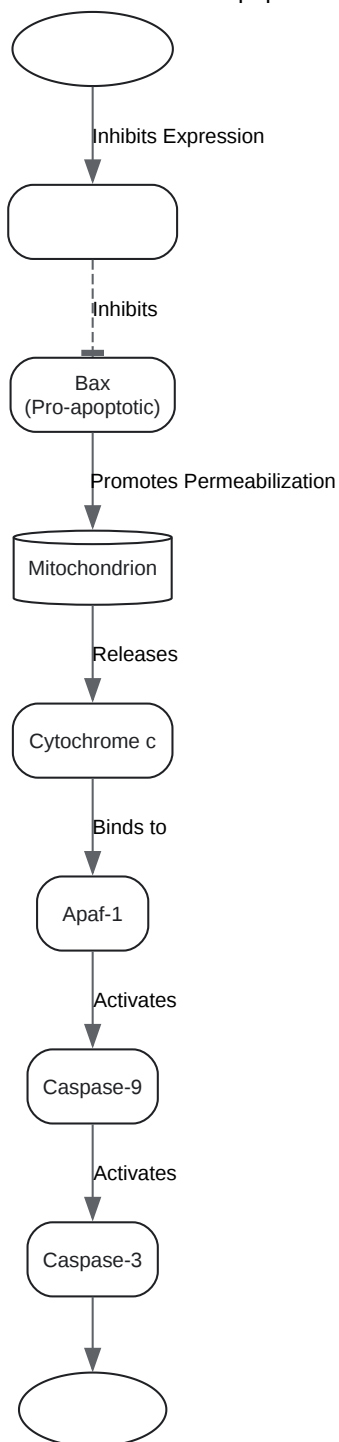 Inhibits Expression
Inhibits
Bax
(Pro-apoptotic)
Promotes Permeabilization
Mitochondrion
Releases
Cytochrome c
Binds to
Apaf-1
Activates
Caspase-9
Activates
Caspase-3